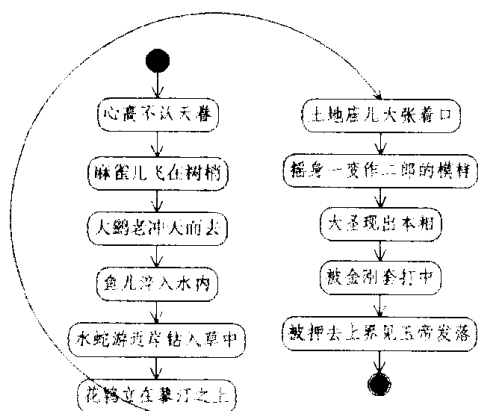 心高不认天眷
麻雀儿飞在树梢
大鹚老冲天而去
鱼儿淬入水内
水蛇游近岸钻入草中
花鸨立在蓼汀之上
土地庙儿大张着口
摇身一变作二郎的模样
大圣现出本相
被金刚套打中
被押去上界见玉帝发落